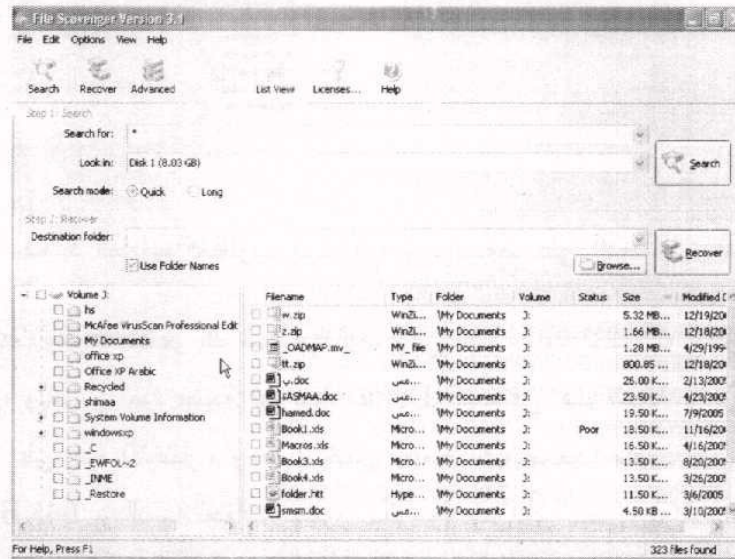 File Scavenger Version 3.1
File Edit Options View Help
Search Recover Advanced List View Licenses... Help
Step 1: Search
Search for: *
Look in: Disk 1 (8.03 GB)
Search
Search mode: Quick Long
Step 2: Recover
Destination folder:
Recover
Use Folder Names
Browse...
Volume J:
hs
McAfee VirusScan Professional Edit
My Documents
office xp
Office XP Arabic
Recycled
shimaa
System Volume Information
windowsxp
_C
_EWFOL~2
_INME
_Restore
Filename Type Folder Volume Status Size Modified
w.zip WinZi... \My Documents J: 5.32 MB... 12/19/200
z.zip WinZi... \My Documents J: 1.66 MB... 12/18/200
_OADMAP.mv_ MV_ file \My Documents J: 1.28 MB... 4/29/199
tt.zip WinZi... \My Documents J: 800.85 ... 12/18/200
ب.doc ...مس \My Documents J: 26.00 K... 2/13/200
ASMAA.doc ...مس \My Documents J: 23.50 K... 4/23/200
hamed.doc ...مس \My Documents J: 19.50 K... 7/9/2005
Book1.xls Micro... \My Documents J: Poor 18.50 K... 11/16/200
Macros.xls Micro... \My Documents J: 16.50 K... 4/16/200
Book3.xls Micro... \My Documents J: 13.50 K... 8/20/200
Book4.xls Micro... \My Documents J: 13.50 K... 3/26/200
folder.htt Hype... \My Documents J: 11.50 K... 3/6/2005
smsm.doc ...مس \My Documents J: 4.50 KB ... 3/10/200
For Help, Press F1
323 files found